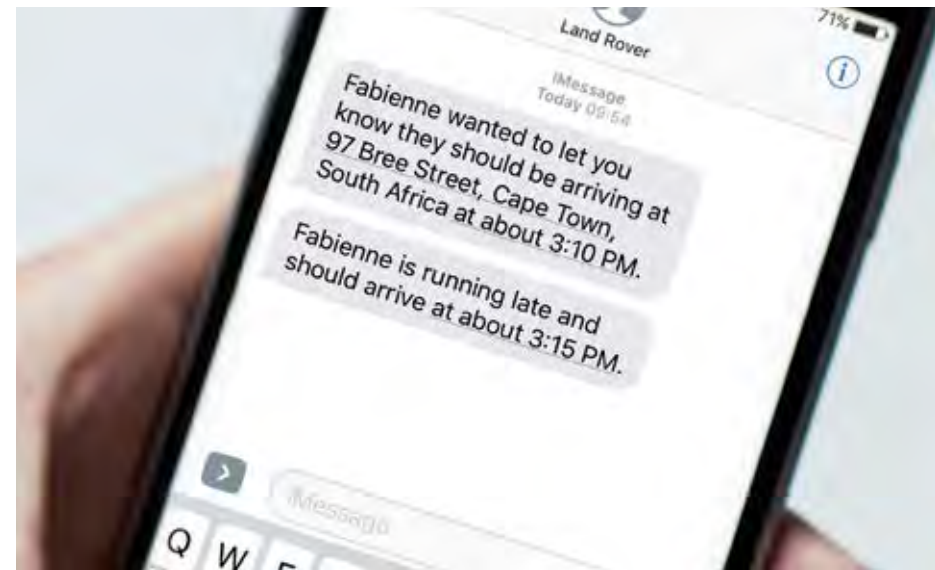 71%
Land Rover
iMessage
Today 09:54
Fabienne wanted to let you
know they should be arriving at
97 Bree Street, Cape Town,
South Africa at about 3:10 PM.
Fabienne is running late and
should arrive at about 3:15 PM.
iMessage
Q W